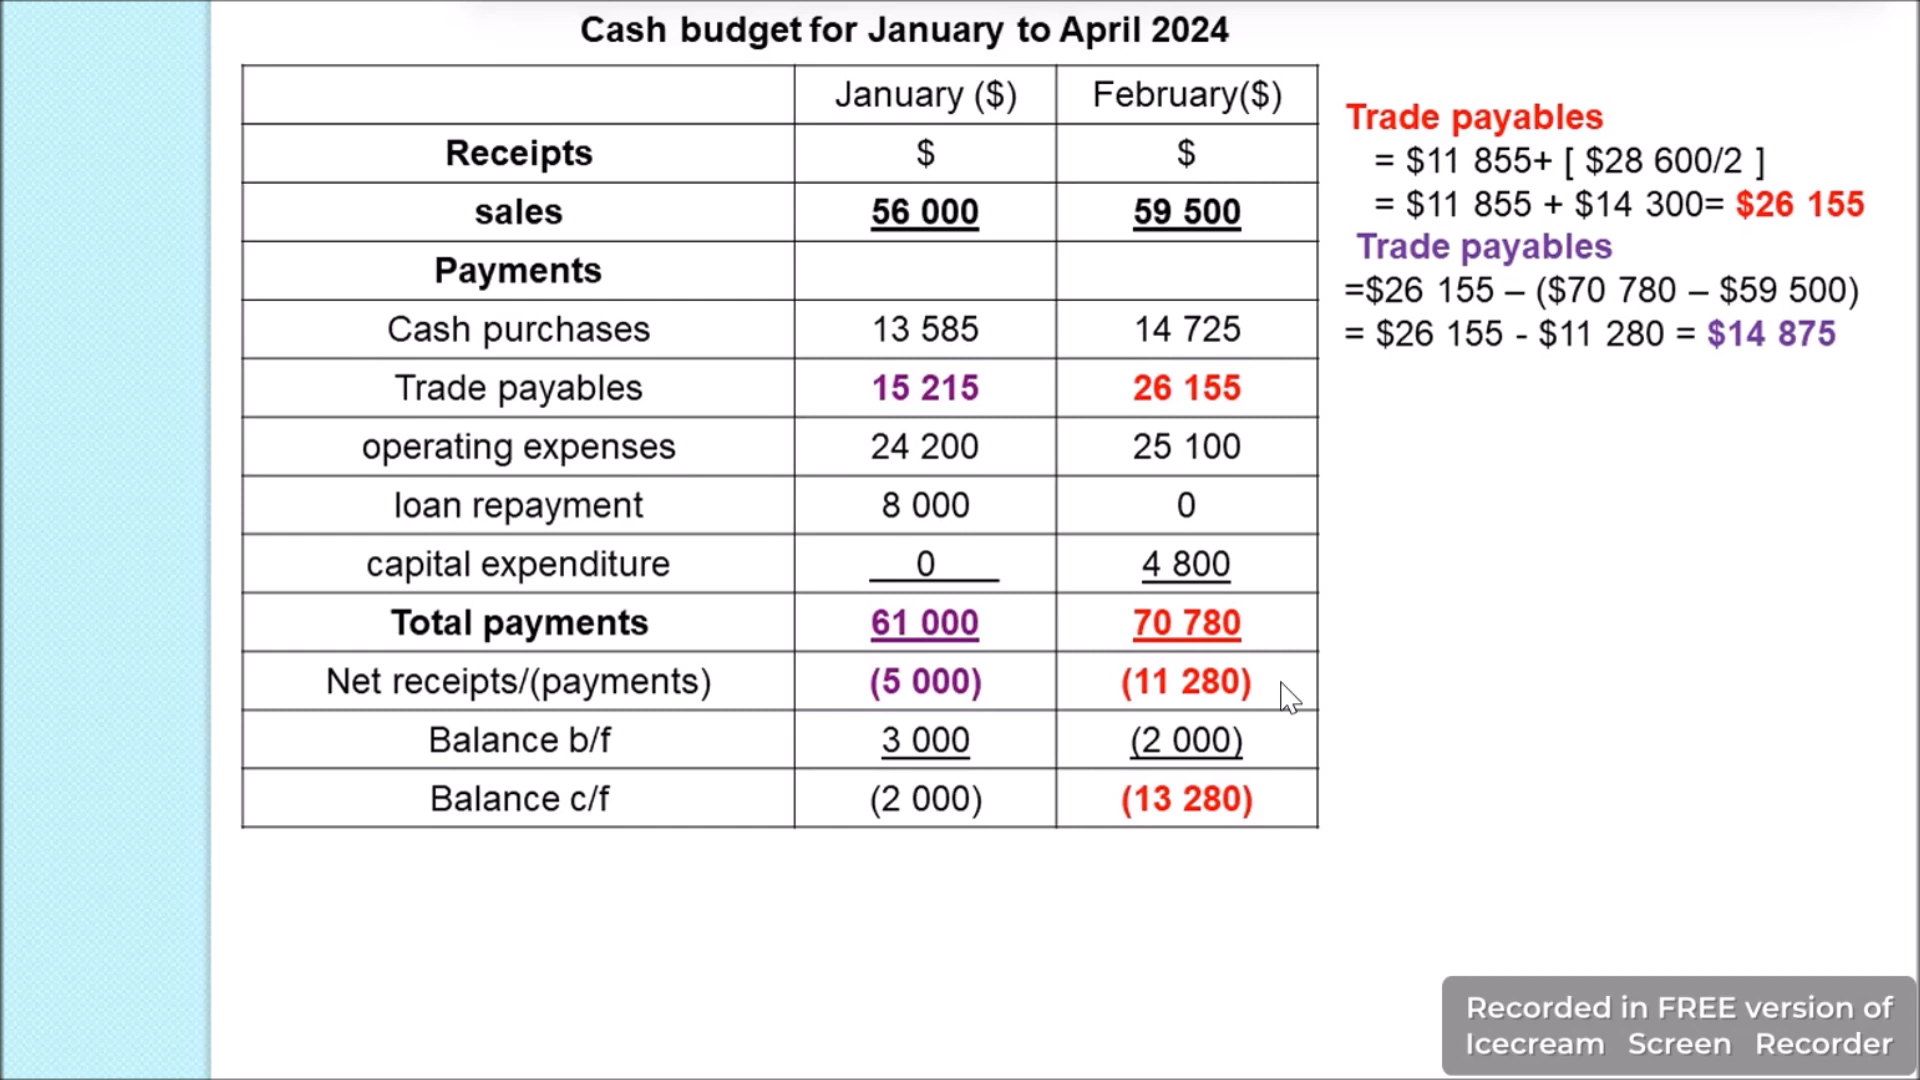 Cash budget for January to April 2024
January ($) February($)
Receipts $ $
sales 56 000 59 500
Payments
Cash purchases 13 585 14 725
Trade payables 15 215 26 155
operating expenses 24 200 25 100
loan repayment 8 000 0
capital expenditure 0 4 800
Total payments 61 000 70 780
Net receipts/(payments) (5 000) (11 280)
Balance b/f 3 000 (2 000)
Balance c/f (2 000) (13 280)
Trade payables
= $11 855+ [ $28 600/2 ]
= $11 855 + $14 300= $26 155
Trade payables
=$26 155 – ($70 780 – $59 500)
= $26 155 - $11 280 = $14 875
Recorded in FREE version of
Icecream Screen Recorder